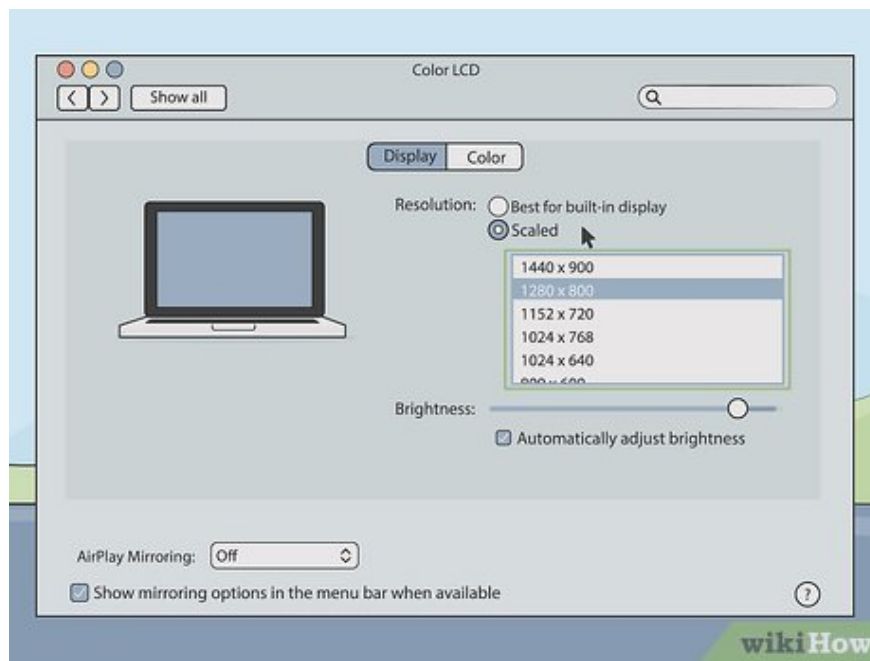 Color LCD
Show all
Display Color
Resolution: Best for built-in display
Scaled
1440 x 900
1280 x 800
1152 x 720
1024 x 768
1024 x 640
800 x 600
Brightness:
Automatically adjust brightness
AirPlay Mirroring: Off
Show mirroring options in the menu bar when available
?
wikiHow